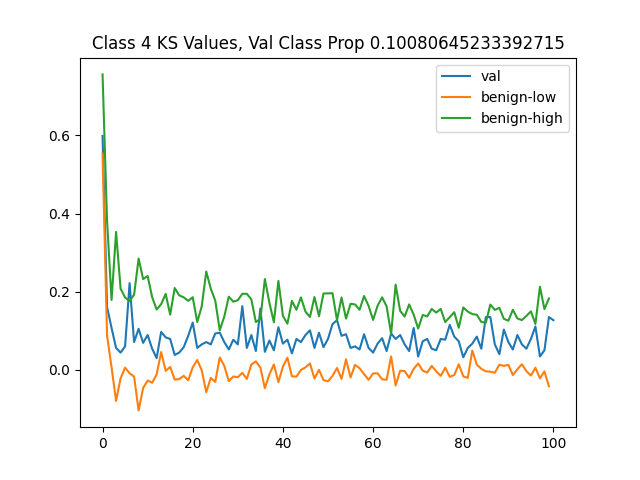 Class 4 KS Values, Val Class Prop 0.10080645233392715
val
benign-low
benign-high
0.6
0.4
0.2
0.0
0 20 40 60 80 100